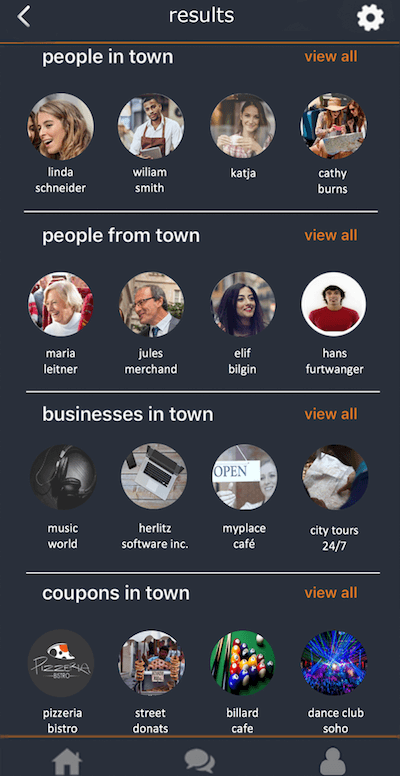 results
people in town view all
linda
schneider
wiliam
smith
katja
cathy
burns
people from town view all
maria
leitner
jules
merchand
elif
bilgin
hans
furtwanger
businesses in town view all
music
world
herlitz
software inc.
OPEN
myplace
café
city tours
24/7
coupons in town view all
PIZZERIA
BISTRO
pizzeria
bistro
street
donats
billard
cafe
dance club
soho